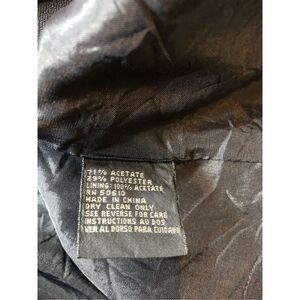 71% ACETATE
29% POLYESTER
LINING: 100% ACETATE
RN 50610
MADE IN CHINA
DRY CLEAN ONLY
SEE REVERSE FOR CARE
INSTRUCTIONS AU DOS
VER AL DORSO PARA CUIDADO